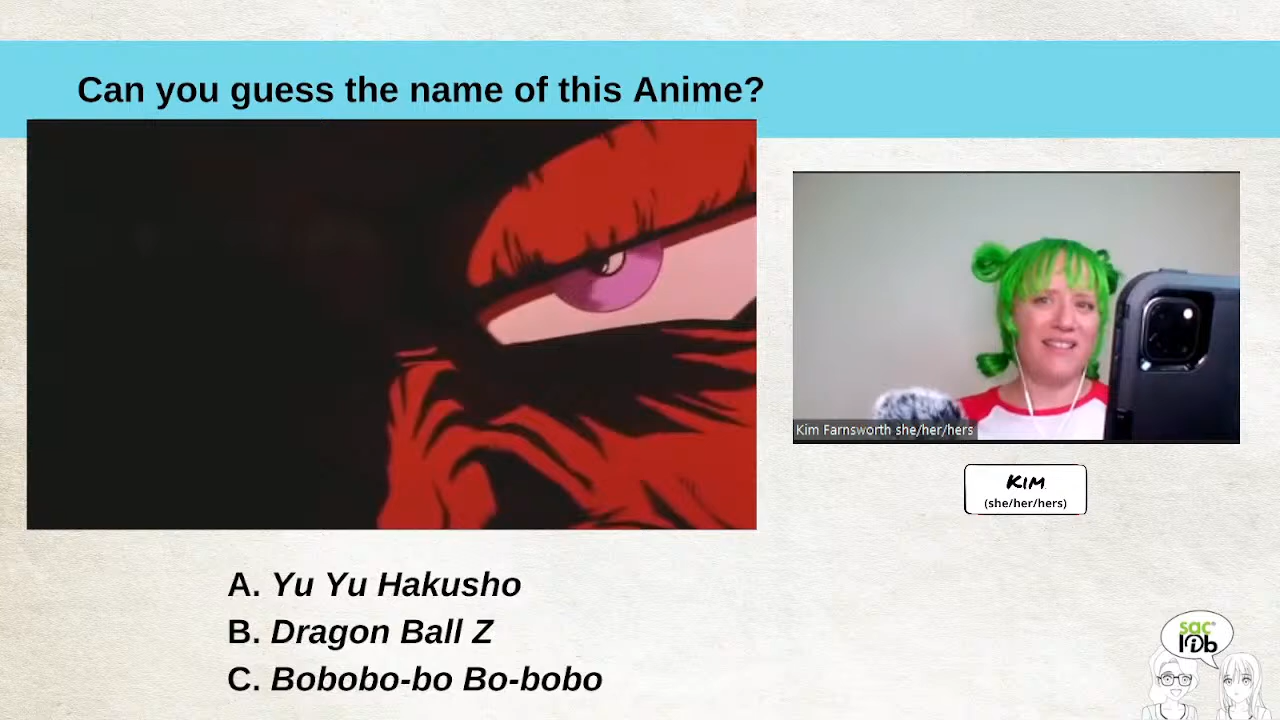 Can you guess the name of this Anime?
Kim Farnsworth she/her/hers
KIM
(she/her/hers)
A. Yu Yu Hakusho
B. Dragon Ball Z
C. Bobobo-bo Bo-bobo
sac
lib